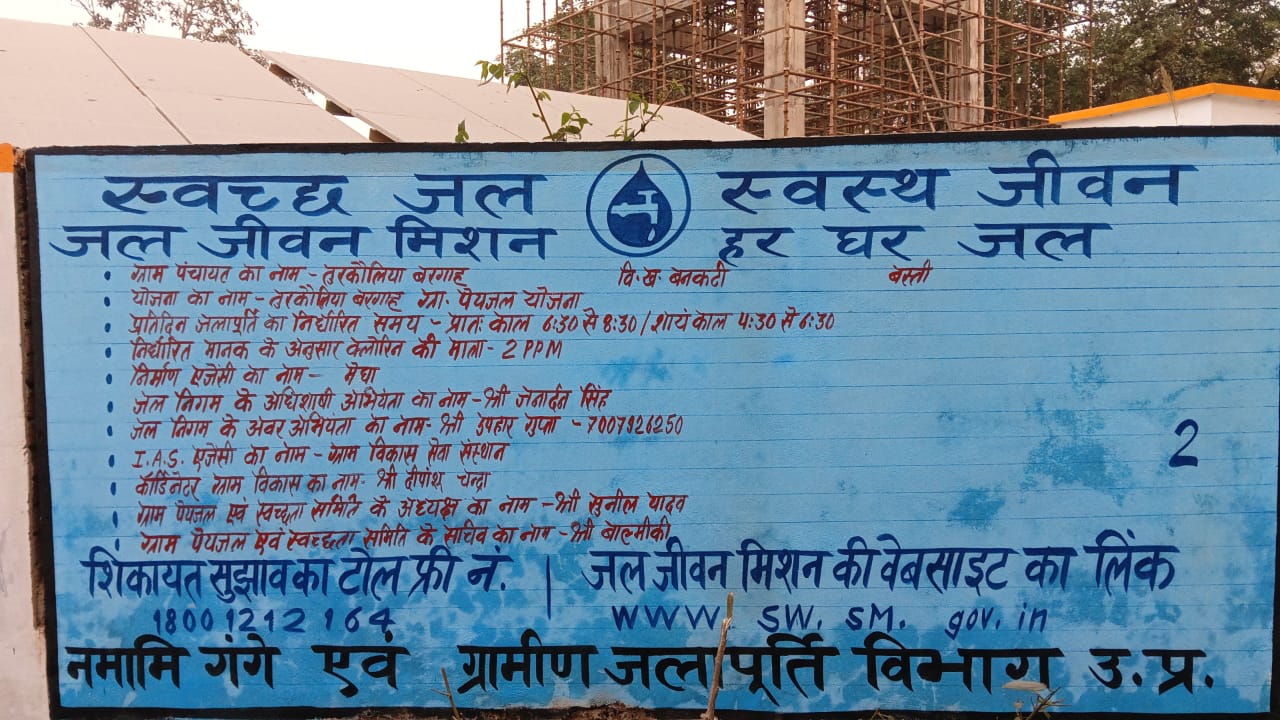 स्वच्छ जल स्वस्थ जीवन
जल जीवन मिशन हर घर जल
• ग्राम पंचायत का नाम - तुरकौलिया बरगाह वि.ख. बनकटी बस्ती
• योजना का नाम - तुरकौलिया बरगाह ग्रा. पेयजल योजना
• प्रतिदिन जलापूर्ति का निर्धारित समय - प्रातः काल 6:30 से 8:30 / शायं काल 4:30 से 6:30
• निर्धारित मानक के अनुसार क्लोरिन की मात्रा - 2 PPM
• निर्माण एजेंसी का नाम - मेघा
• जल निगम के अधिशाषी अभियंता का नाम - श्री जनार्दन सिंह
• जल निगम के अवर अभियंता का नाम - श्री उपहार गुप्ता - 7007926250
• I.A.S. एजेंसी का नाम - ग्राम विकास सेवा संस्थान
• कॉर्डिनेटर ग्राम विकास का नाम - श्री चन्द्रा
• ग्राम पेयजल एवं स्वच्छता समिति के अध्यक्ष का नाम - श्री सुनील यादव
• ग्राम पेयजल एवं स्वच्छता समिति के सचिव का नाम - श्री बाल्मीकी
2
शिकायत सुझाव का टोल फ्री नं. | जल जीवन मिशन की वेबसाइट का लिंक
1800 1212 164 www. sw. sm. gov. in
नमामि गंगे एवं ग्रामीण जलापूर्ति विभाग उ.प्र.